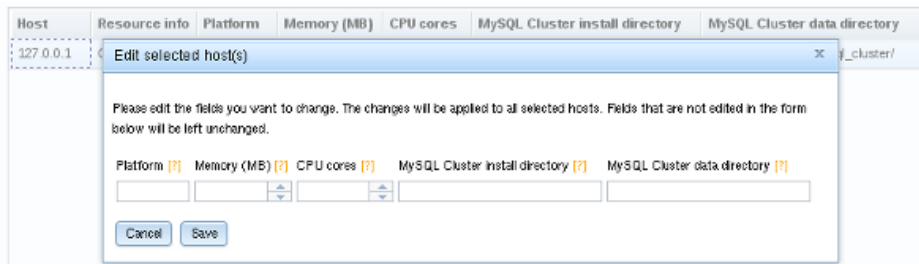 Host Resource info Platform Memory (MB) CPU cores MySQL Cluster install directory MySQL Cluster data directory
127.0.0.1
Edit selected host(s) x
Please edit the fields you want to change. The changes will be applied to all selected hosts. Fields that are not edited in the form
below will be left unchanged.
Platform [?] Memory (MB) [?] CPU cores [?] MySQL Cluster install directory [?] MySQL Cluster data directory [?]
Cancel Save